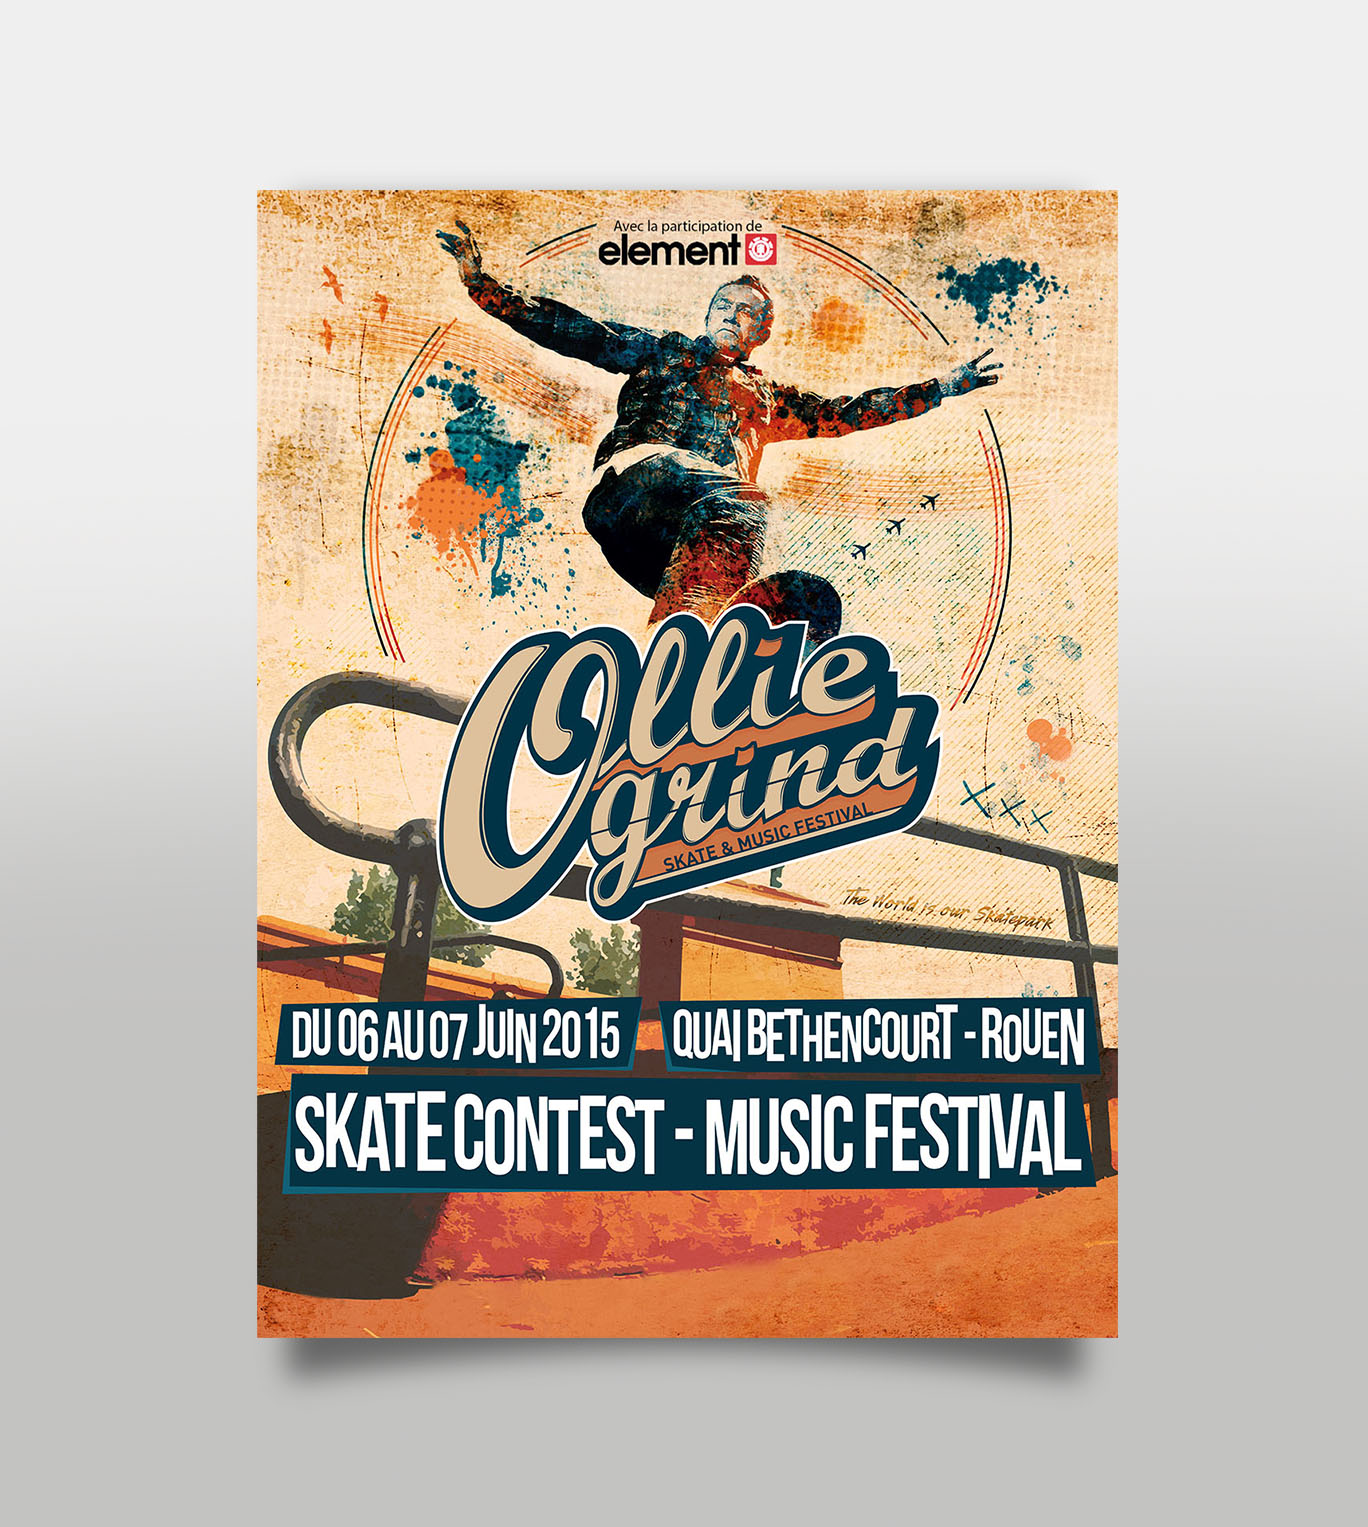 Avec la participation de
element
Ollie
grind
SKATE & MUSIC FESTIVAL
The World is our Skatepark
DU 06 AU 07 JUIN 2015
QUAI BETHENCOURT - ROUEN
SKATE CONTEST - MUSIC FESTIVAL